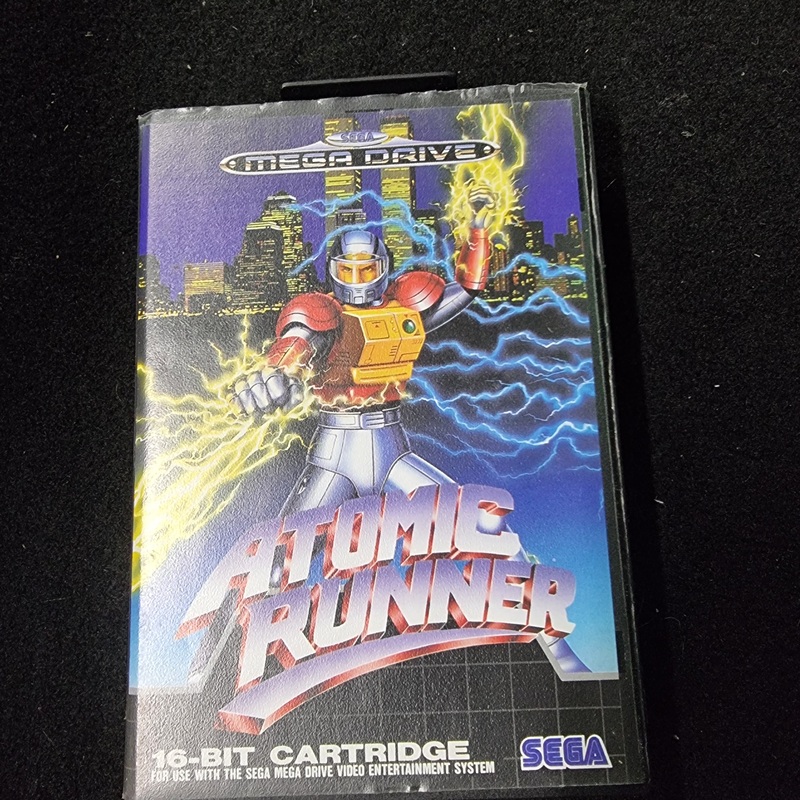 SEGA
MEGA DRIVE
ATOMIC
RUNNER
16-BIT CARTRIDGE
FOR USE WITH THE SEGA MEGA DRIVE VIDEO ENTERTAINMENT SYSTEM
SEGA